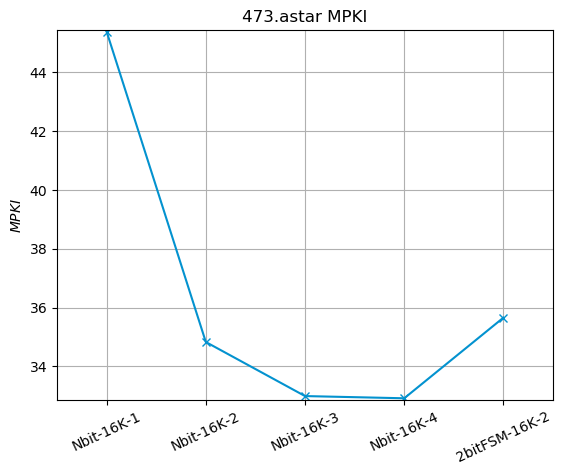 473.astar MPKI
MPKI
44
42
40
38
36
34
Nbit-16K-1
Nbit-16K-2
Nbit-16K-3
Nbit-16K-4
2bitFSM-16K-2